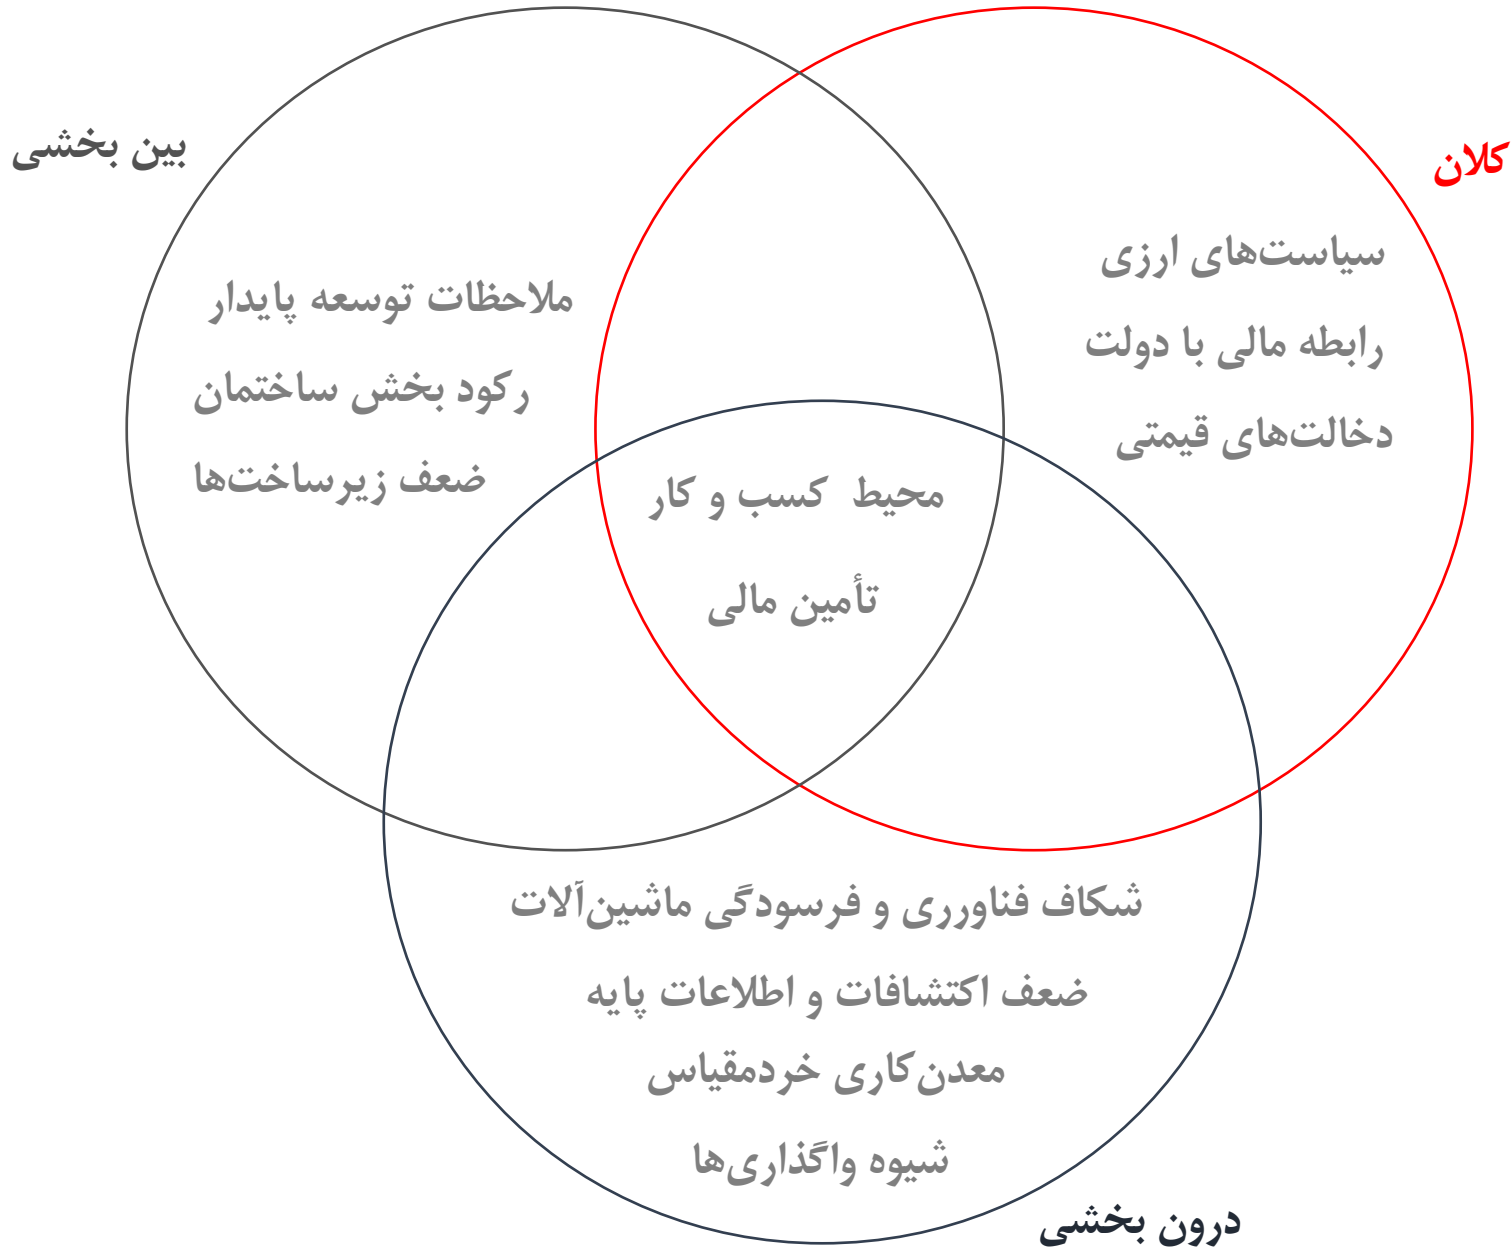 کلان
سیاست‌های ارزی
رابطه مالی با دولت
دخالت‌های قیمتی
بین بخشی
ملاحظات توسعه پایدار
رکود بخش ساختمان
ضعف زیرساخت‌ها
محیط کسب و کار
تأمین مالی
شکاف فناورری و فرسودگی ماشین‌آلات
ضعف اکتشافات و اطلاعات پایه
معدن‌کاری خردمقیاس
شیوه واگذاری‌ها
درون بخشی